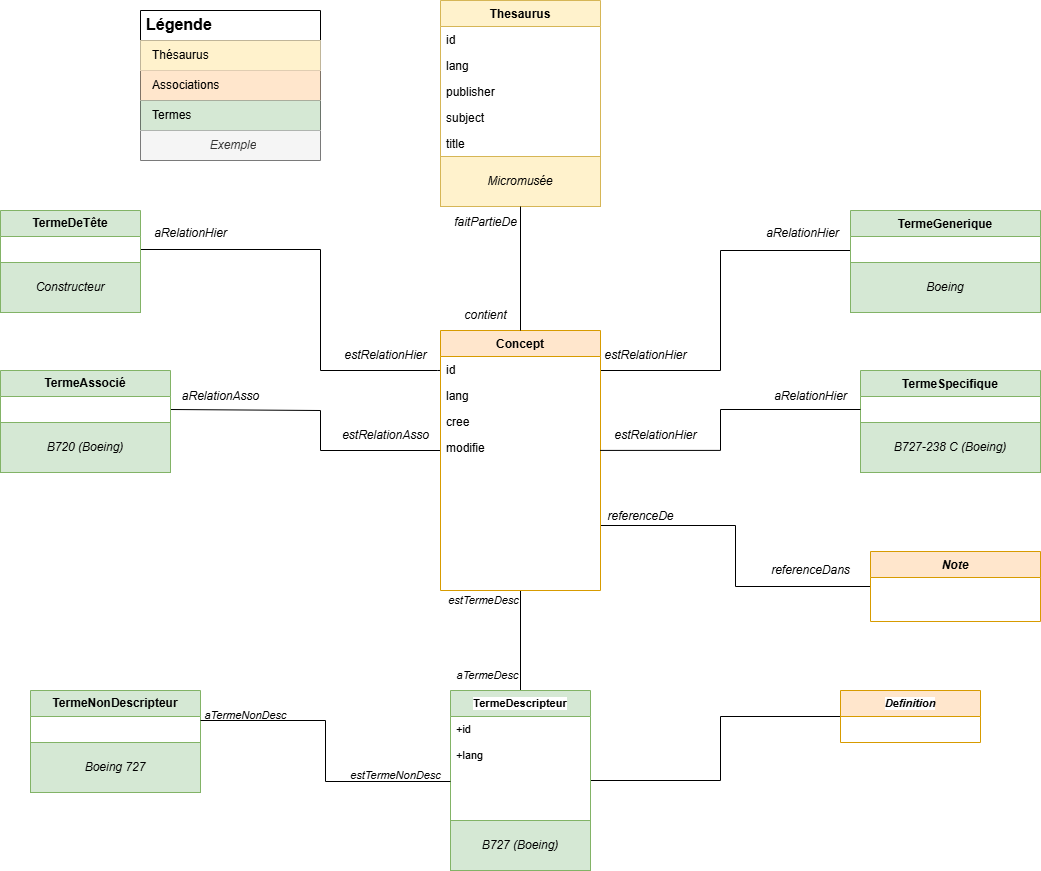 Légende
Thésaurus
Associations
Termes
Exemple
Thesaurus
id
lang
publisher
subject
title
Micromusée
faitPartieDe
contient
TermeDeTête
Constructeur
aRelationHier
estRelationHier
TermeGenerique
Boeing
aRelationHier
estRelationHier
Concept
id
lang
cree
modifie
TermeAssocié
B720 (Boeing)
aRelationAsso
estRelationAsso
TermeSpecifique
B727-238 C (Boeing)
aRelationHier
estRelationHier
referenceDe
referenceDans
Note
estTermeDesc
aTermeDesc
TermeNonDescripteur
Boeing 727
aTermeNonDesc
estTermeNonDesc
TermeDescripteur
+id
+lang
B727 (Boeing)
Definition